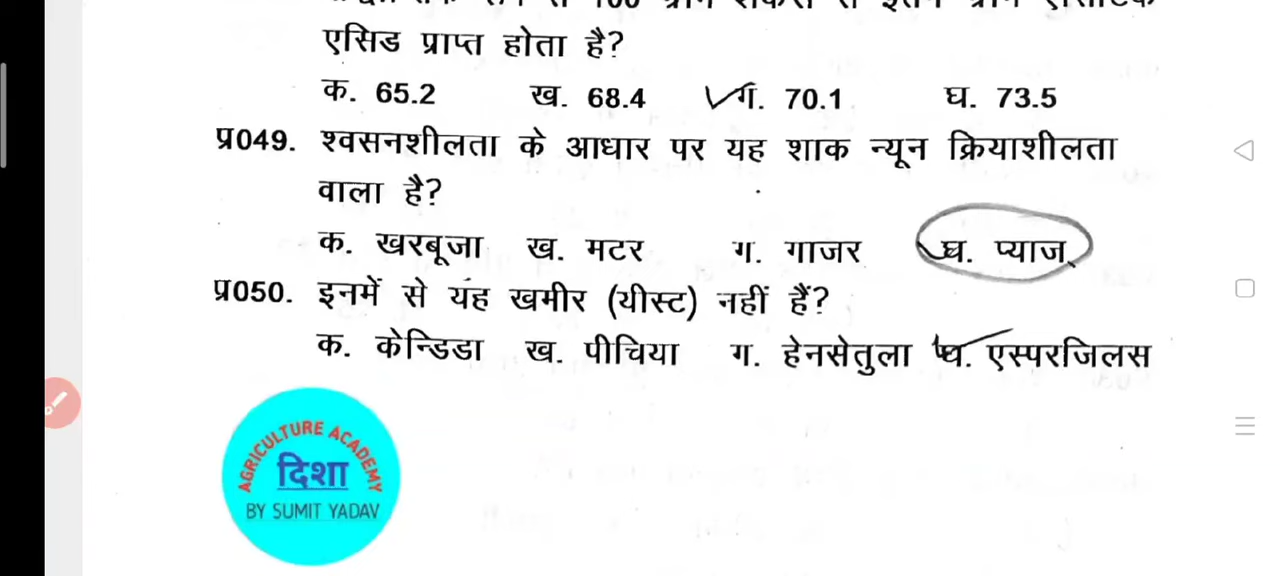 एसिड प्राप्त होता है?
क. 65.2 ख. 68.4 ग. 70.1 घ. 73.5
प्र049. श्वसनशीलता के आधार पर यह शाक न्यून क्रियाशीलता
वाला है?
क. खरबूजा ख. मटर ग. गाजर घ. प्याज
प्र050. इनमें से यह खमीर (यीस्ट) नहीं हैं?
क. केन्डिडा ख. पीचिया ग. हेनसेतुला घ. एस्परजिलस
AGRICULTURE ACADEMY
दिशा
BY SUMIT YADAV